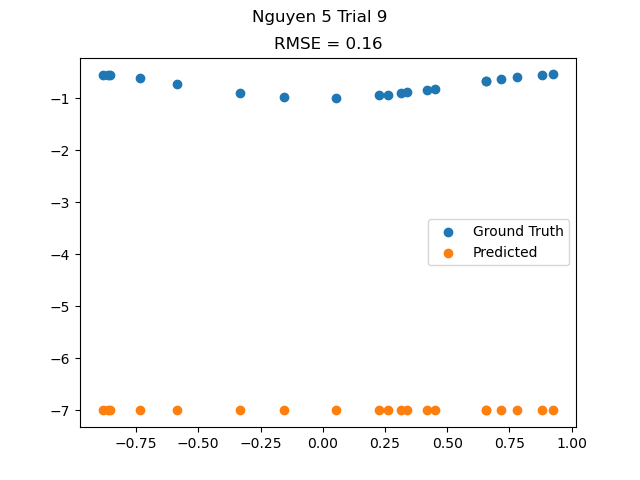 Nguyen 5 Trial 9
RMSE = 0.16
−1
−2
−3
−4
−5
−6
−7
Ground Truth
Predicted
−0.75 −0.50 −0.25 0.00 0.25 0.50 0.75 1.00